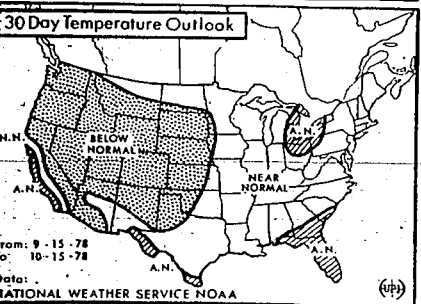 30 Day Temperature Outlook
BELOW
NORMAL
A.N.
N.N.
A.N.
NEAR
NORMAL
A.N.
A.N.
rom: 9-15-78
o: 10-15-78
Data:
NATIONAL WEATHER SERVICE NOAA
UPI